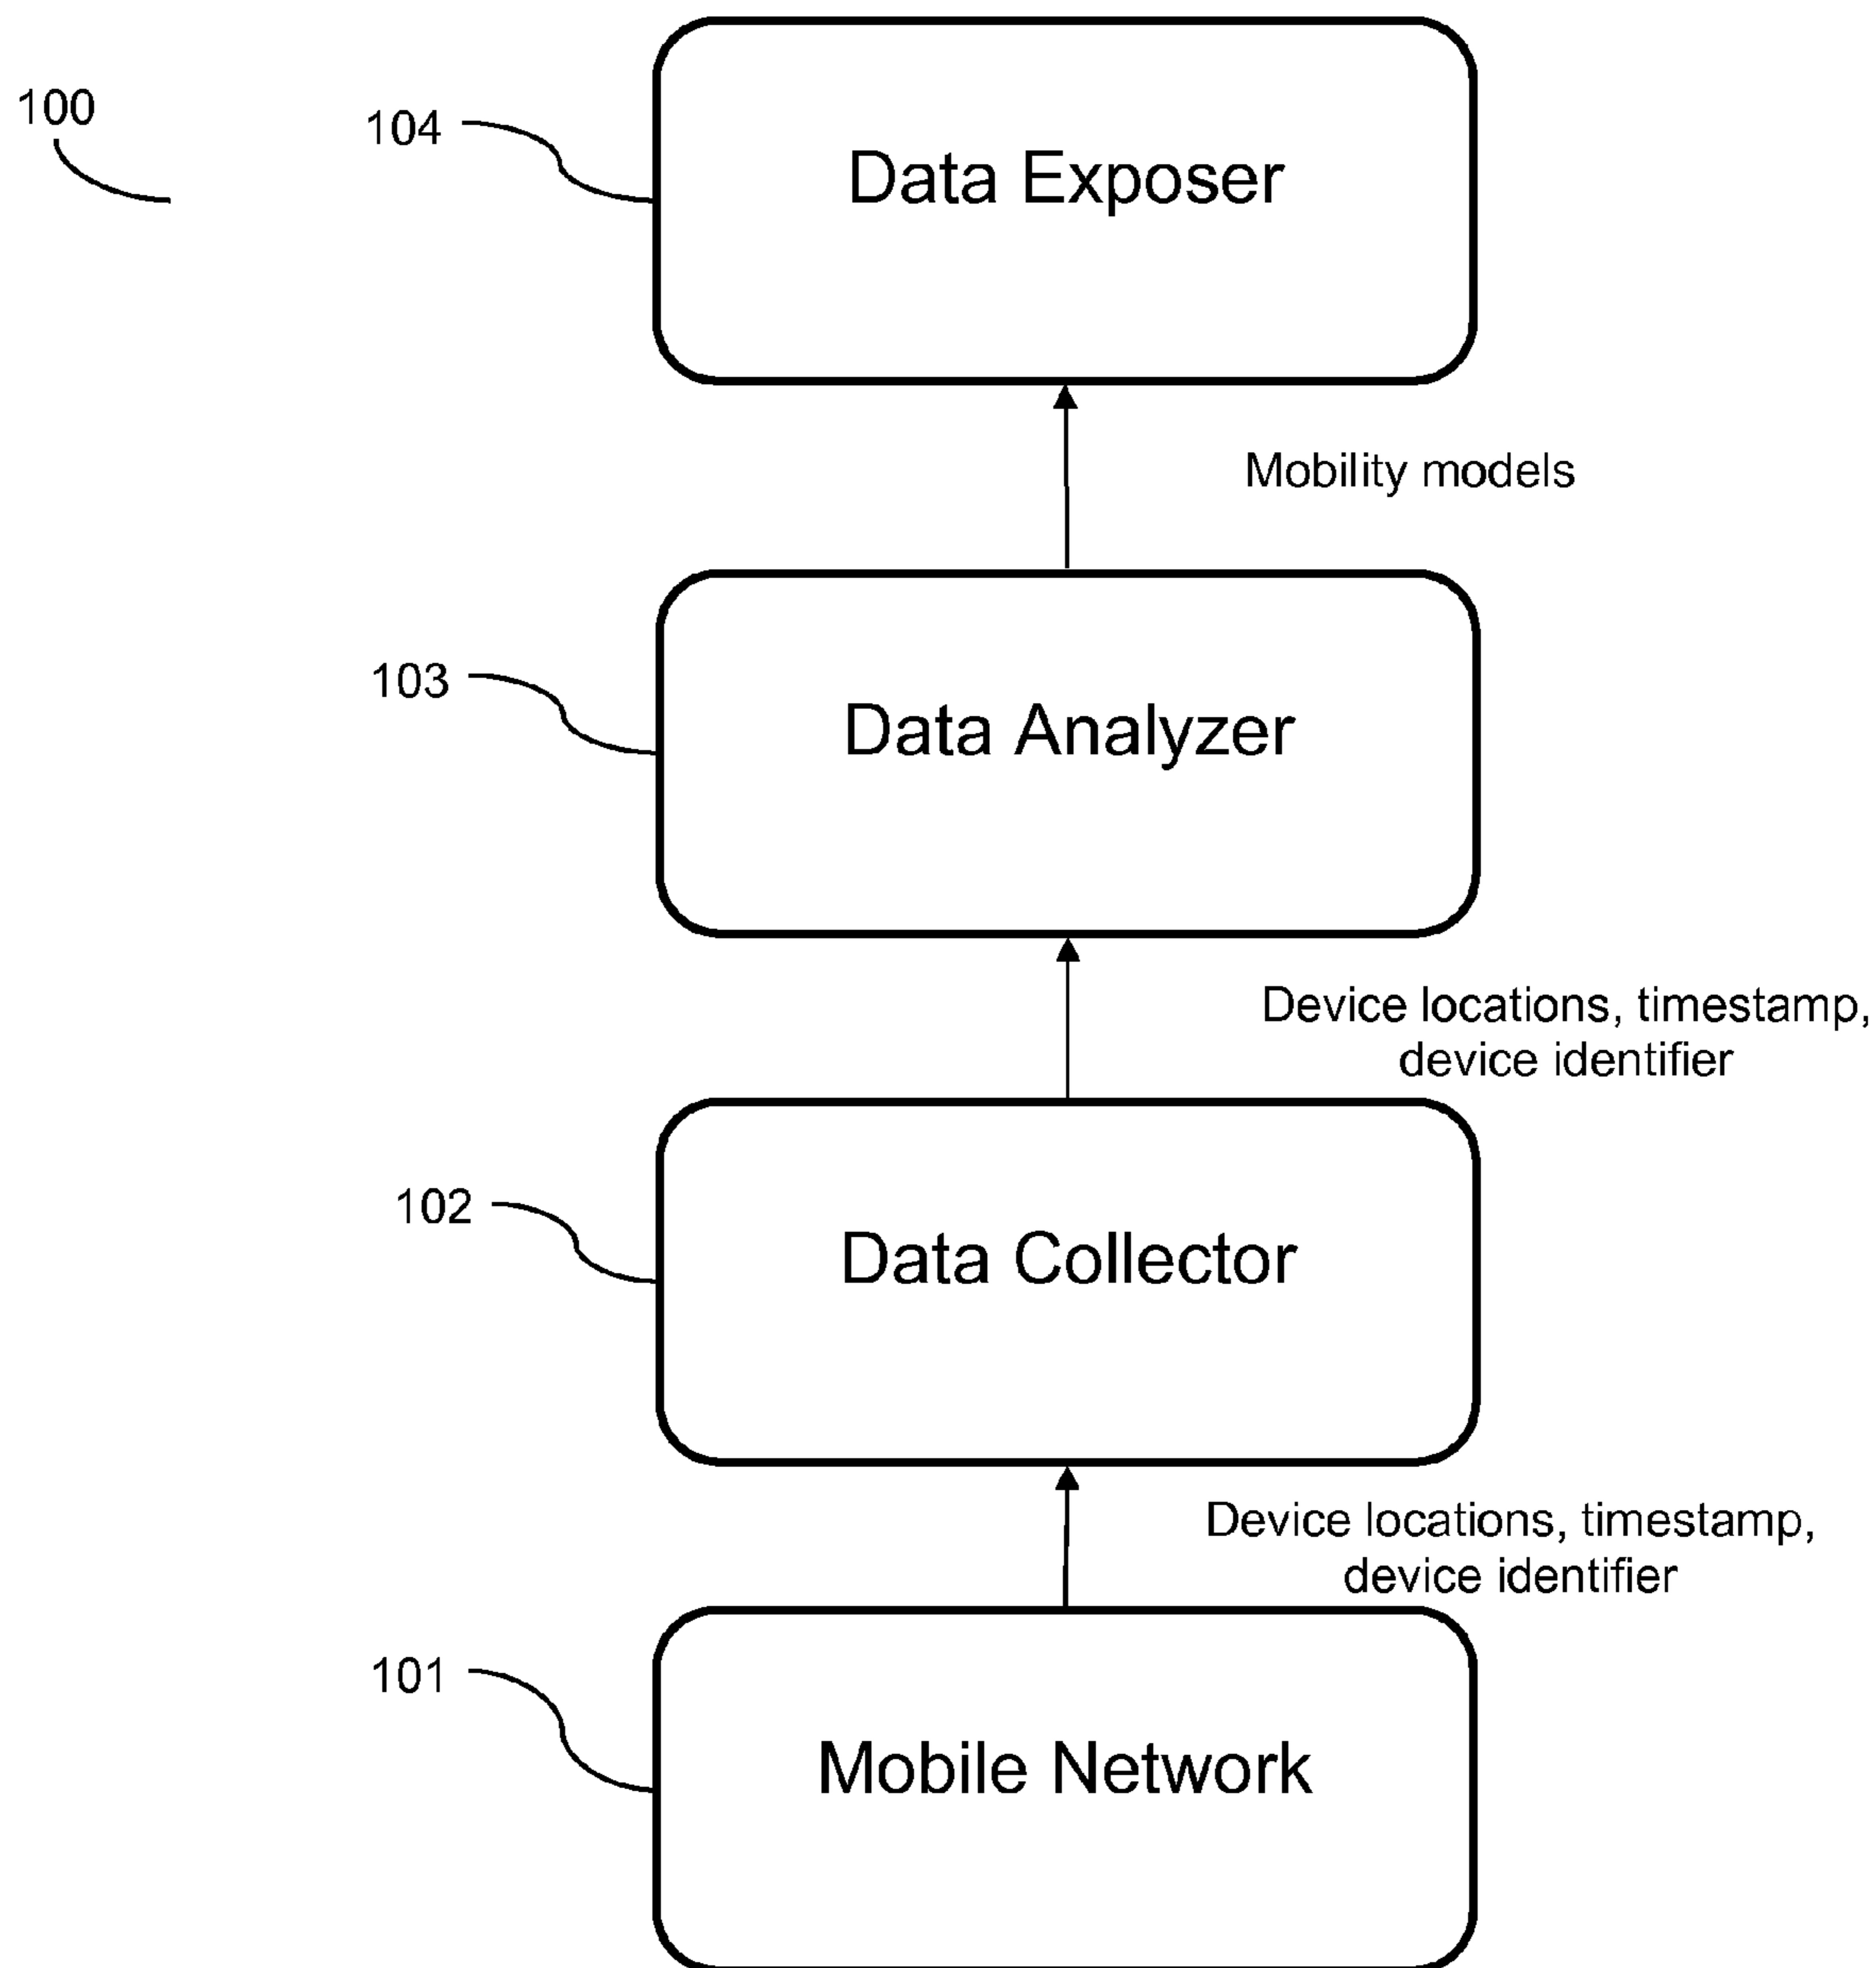 100
104
Data Exposer
Mobility models
103
Data Analyzer
Device locations, timestamp,
device identifier
102
Data Collector
Device locations, timestamp,
device identifier
101
Mobile Network